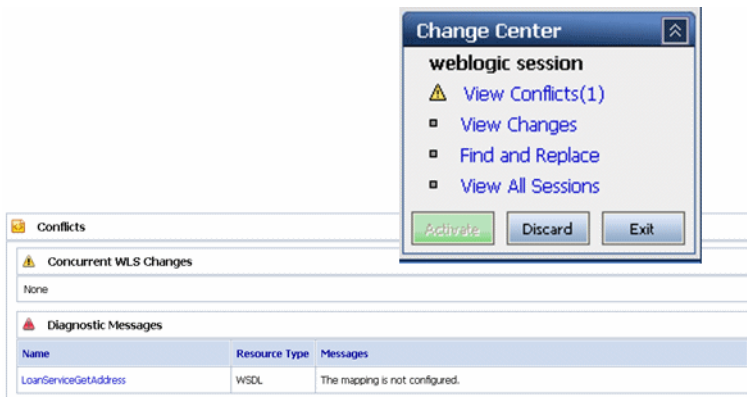 Change Center
weblogic session
View Conflicts(1)
View Changes
Find and Replace
View All Sessions
Activate Discard Exit
Conflicts
Concurrent WLS Changes
None
Diagnostic Messages
Name Resource Type Messages
LoanServiceGetAddress WSDL The mapping is not configured.